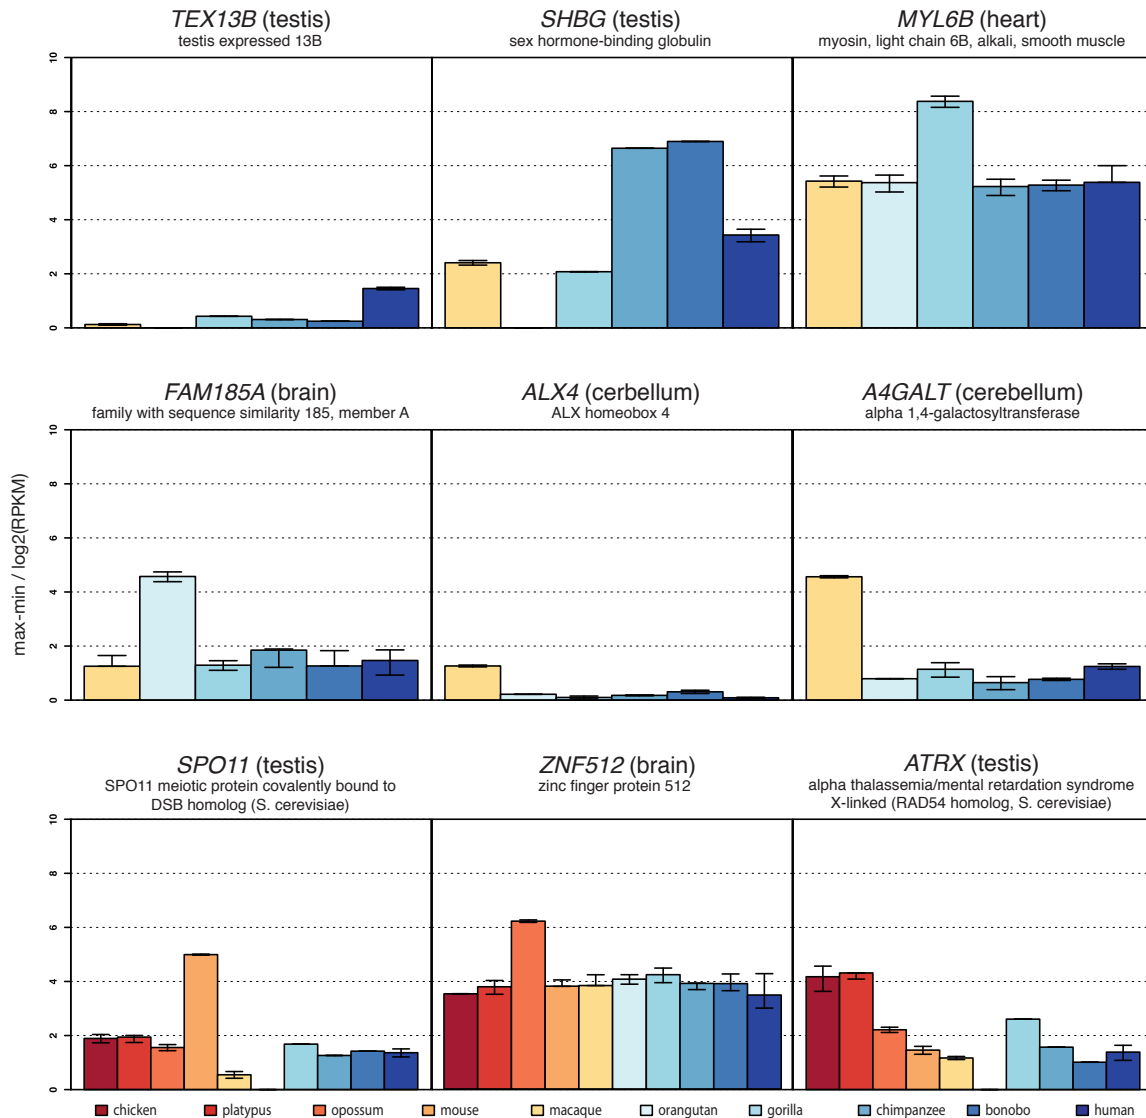 TEX13B (testis)
testis expressed 13B
SHBG (testis)
sex hormone-binding globulin
MYL6B (heart)
myosin, light chain 6B, alkali, smooth muscle
10
8
6
4
2
0
FAM185A (brain)
family with sequence similarity 185, member A
ALX4 (cerbellum)
ALX homeobox 4
A4GALT (cerebellum)
alpha 1,4-galactosyltransferase
max-min / log2(RPKM)
10
8
6
4
2
0
SPO11 (testis)
SPO11 meiotic protein covalently bound to
DSB homolog (S. cerevisiae)
ZNF512 (brain)
zinc finger protein 512
ATRX (testis)
alpha thalassemia/mental retardation syndrome
X-linked (RAD54 homolog, S. cerevisiae)
10
8
6
4
2
0
chicken platypus opossum mouse macaque orangutan gorilla chimpanzee bonobo human